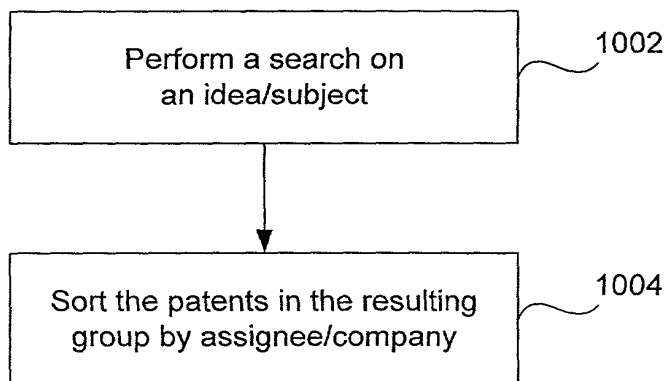 Perform a search on
an idea/subject
1002
Sort the patents in the resulting
group by assignee/company
1004